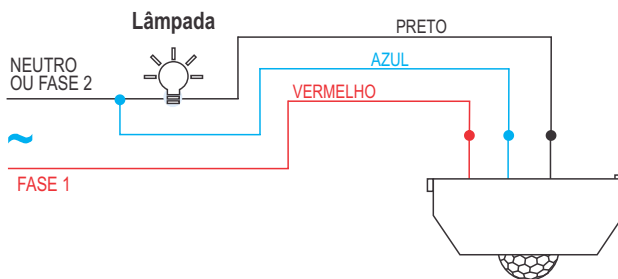 Lâmpada
PRETO
NEUTRO
OU FASE 2
AZUL
VERMELHO
~
FASE 1